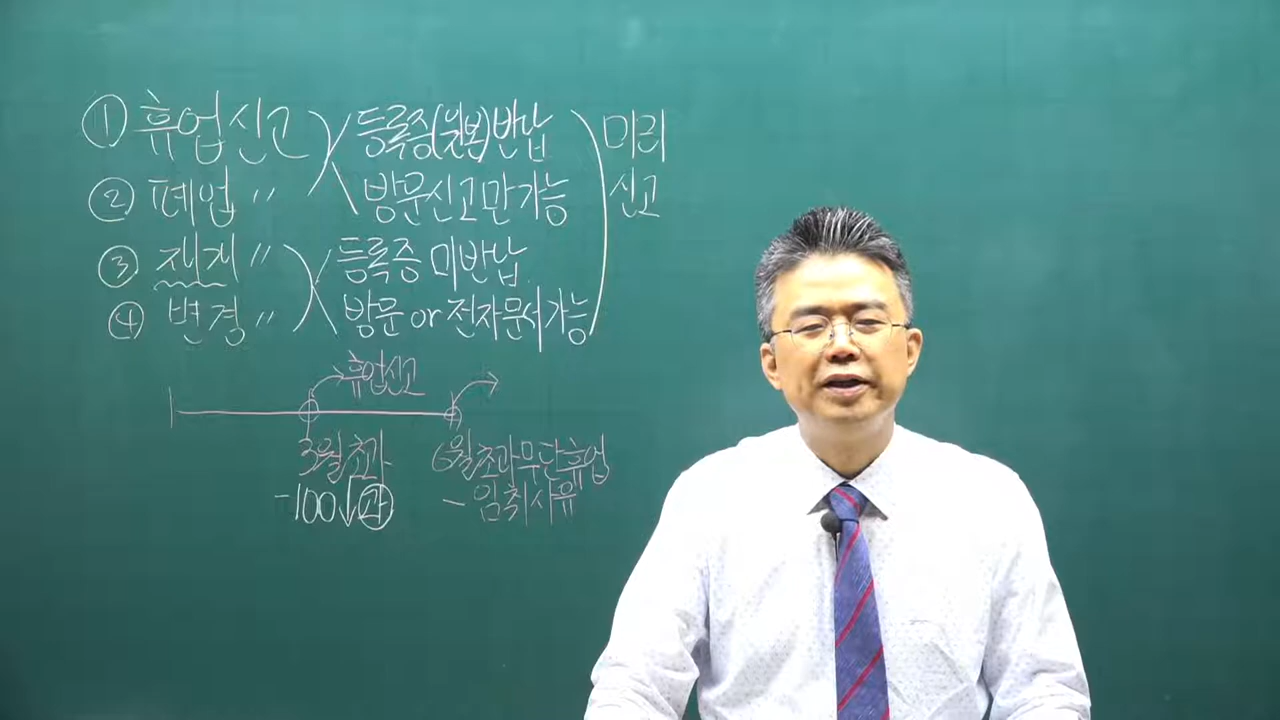 ① 휴업신고 등록증(원본)반납 미리
② 폐업 〃 방문신고만가능 신고
③ 재개 〃 등록증 미반납
④ 변경 〃 방문 or 전자문서가능
휴업신고
3월초과 6월초과무단휴업
-100↓과 - 임취사유